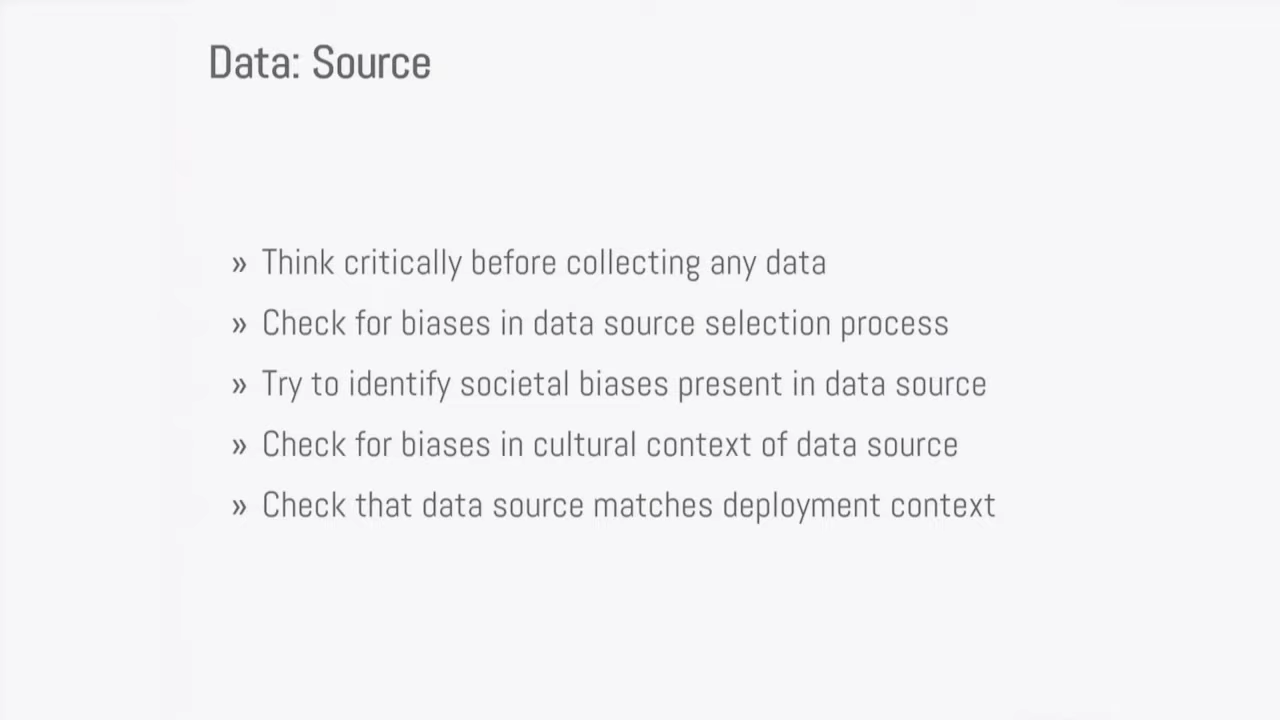 Data: Source
» Think critically before collecting any data
» Check for biases in data source selection process
» Try to identify societal biases present in data source
» Check for biases in cultural context of data source
» Check that data source matches deployment context